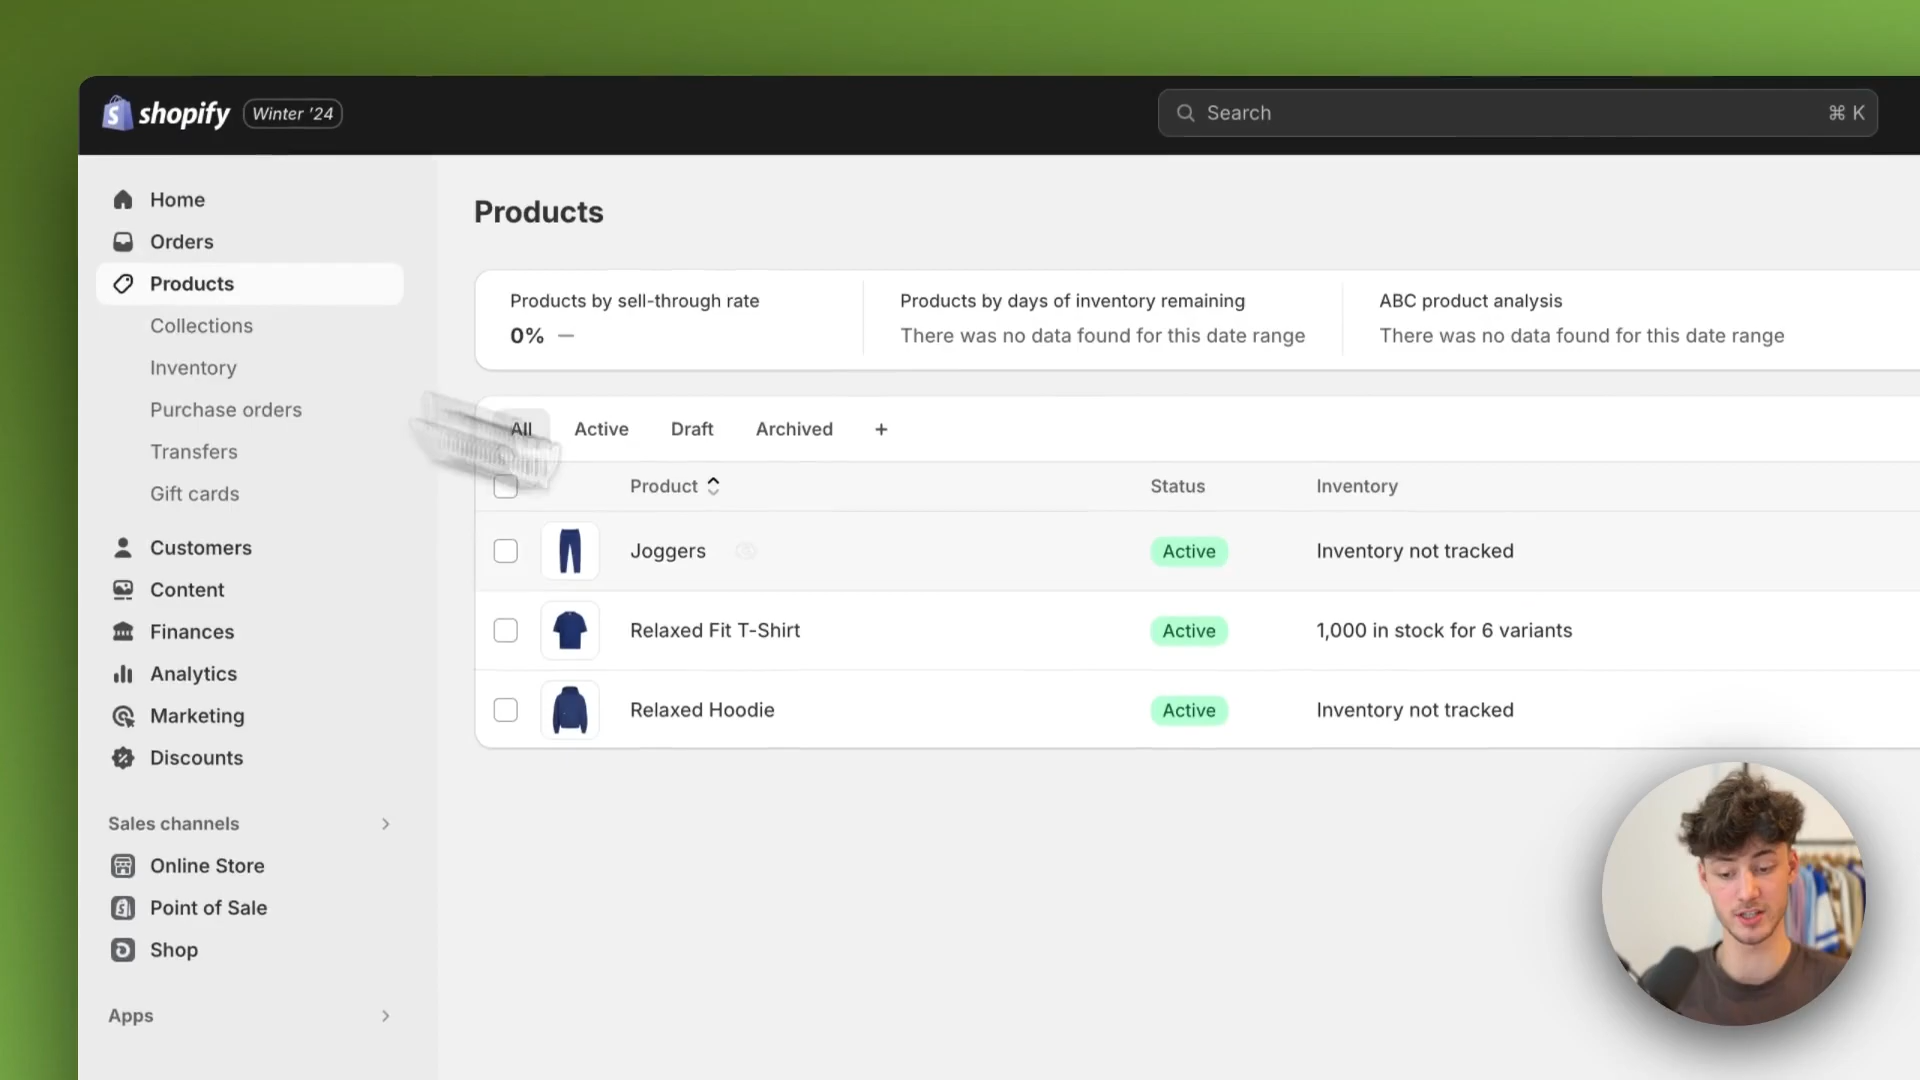 shopify Winter '24
Search ⌘ K
Home
Orders
Products
Collections
Inventory
Purchase orders
Transfers
Gift cards
Customers
Content
Finances
Analytics
Marketing
Discounts
Sales channels
Online Store
Point of Sale
Shop
Apps
Products
Products by sell-through rate
0% —
Products by days of inventory remaining
There was no data found for this date range
ABC product analysis
There was no data found for this date range
All Active Draft Archived +
Product Status Inventory
Joggers Active Inventory not tracked
Relaxed Fit T-Shirt Active 1,000 in stock for 6 variants
Relaxed Hoodie Active Inventory not tracked